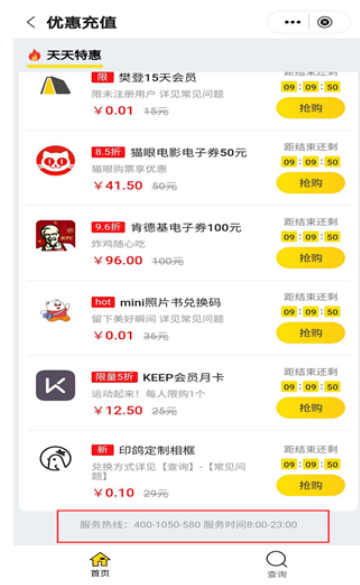 优惠充值
天天特惠
限 樊登15天会员
距结束还剩
限未注册用户 详见常见问题
09 : 09 : 50
¥0.01 15元
抢购
8.5折 猫眼电影电子券50元
距结束还剩
猫眼购票享优惠
09 : 09 : 50
¥41.50 50元
抢购
9.6折 肯德基电子券100元
距结束还剩
炸鸡随心吃
09 : 09 : 50
KFC
¥96.00 100元
抢购
hot mini照片书兑换码
距结束还剩
留下美好瞬间 详见常见问题
09 : 09 : 50
¥0.01 36元
抢购
限量5折 KEEP会员月卡
距结束还剩
运动起来！每人限购1个
09 : 09 : 50
¥12.50 25元
抢购
新 印鸽定制相框
距结束还剩
兑换方式详见【查询】-【常见问
题】
09 : 09 : 50
¥0.10 29元
抢购
服务热线：400-1050-580 服务时间8:00-23:00
首页
查询